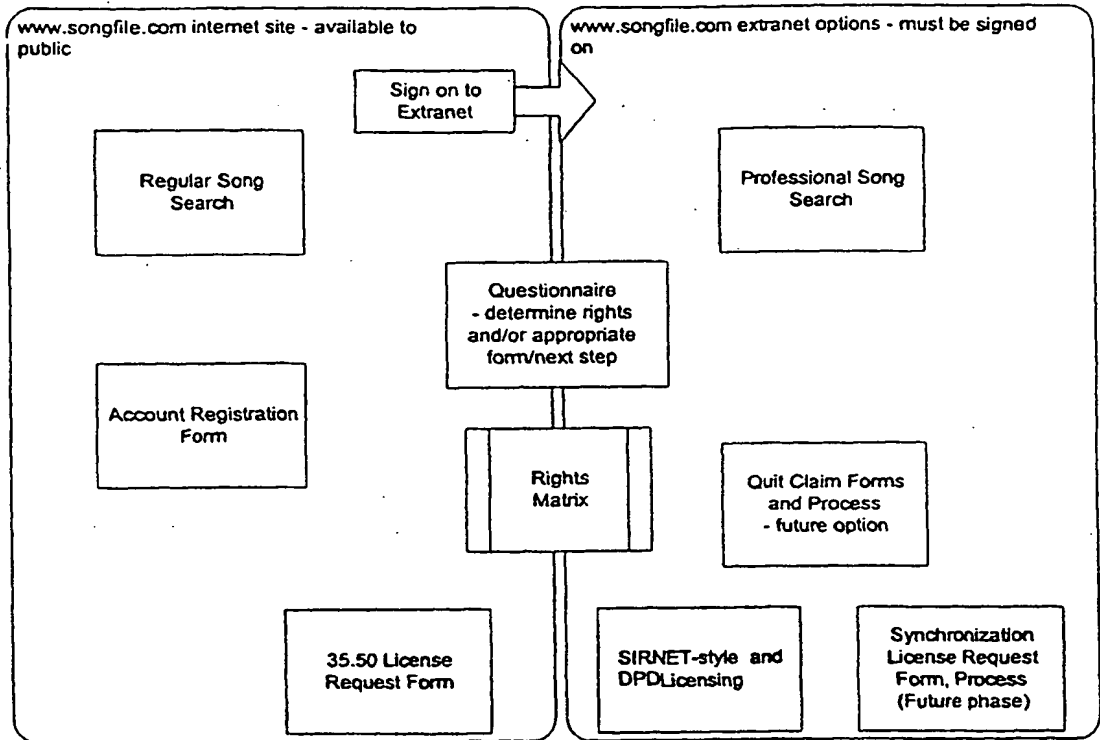 www.songfile.com internet site - available to
public
www.songfile.com extranet options - must be signed
on
Sign on to
Extranet
Regular Song
Search
Professional Song
Search
Questionnaire
- determine rights
and/or appropriate
form/next step
Account Registration
Form
Rights
Matrix
Quit Claim Forms
and Process
- future option
35.50 License
Request Form
SIRNET-style and
DPDLicensing
Synchronization
License Request
Form, Process
(Future phase)